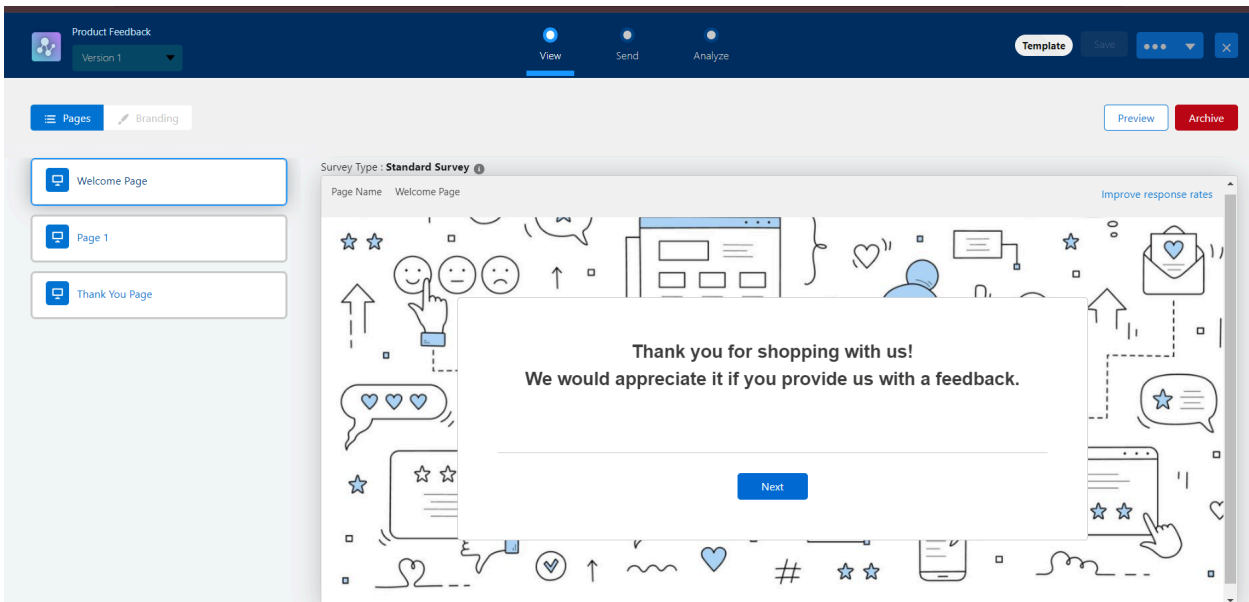 Product Feedback
Version 1
View
Send
Analyze
Template
Save
Pages
Branding
Preview
Archive
Welcome Page
Page 1
Thank You Page
Survey Type : Standard Survey
Page Name Welcome Page
Improve response rates
Thank you for shopping with us!
We would appreciate it if you provide us with a feedback.
Next